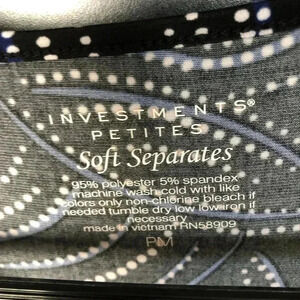 INVESTMENTS®
PETITES
Soft Separates
95% polyester 5% spandex
machine wash cold with like
colors only non-chlorine bleach if
needed tumble dry low low iron if
necessary
made in vietnam RN58909
PM